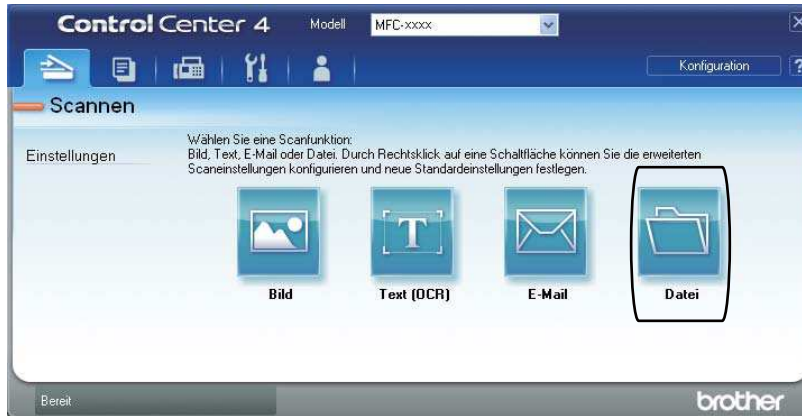 Control Center 4 Modell MFC-xxxx X
Konfiguration ?
Scannen
Einstellungen
Wählen Sie eine Scanfunktion:
Bild, Text, E-Mail oder Datei. Durch Rechtsklick auf eine Schaltfläche können Sie die erweiterten
Scaneinstellungen konfigurieren und neue Standardeinstellungen festlegen.
T
Bild Text (OCR) E-Mail Datei
Bereit brother